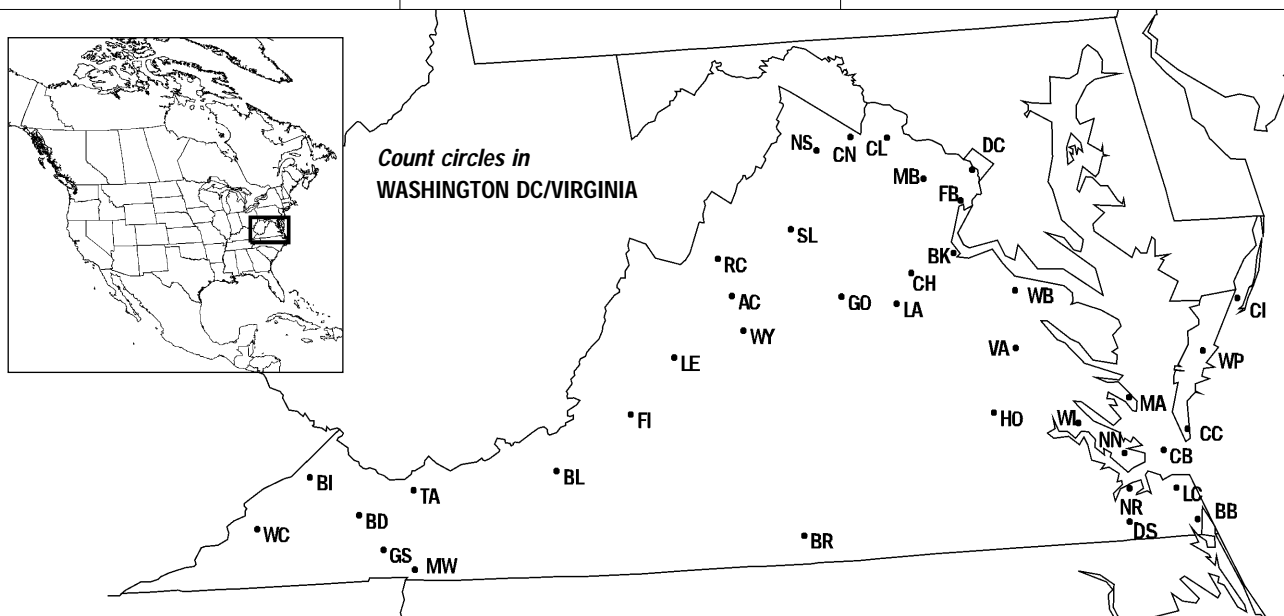 Count circles in
WASHINGTON DC/VIRGINIA
NS
CN
CL
DC
MB
FB
SL
BK
RC
CH
AC
GO
LA
WB
CI
WY
VA
WP
LE
MA
FI
HO
WI
CC
NN
CB
BL
BI
TA
NR
LC
BB
BD
WC
DS
BR
GS
MW